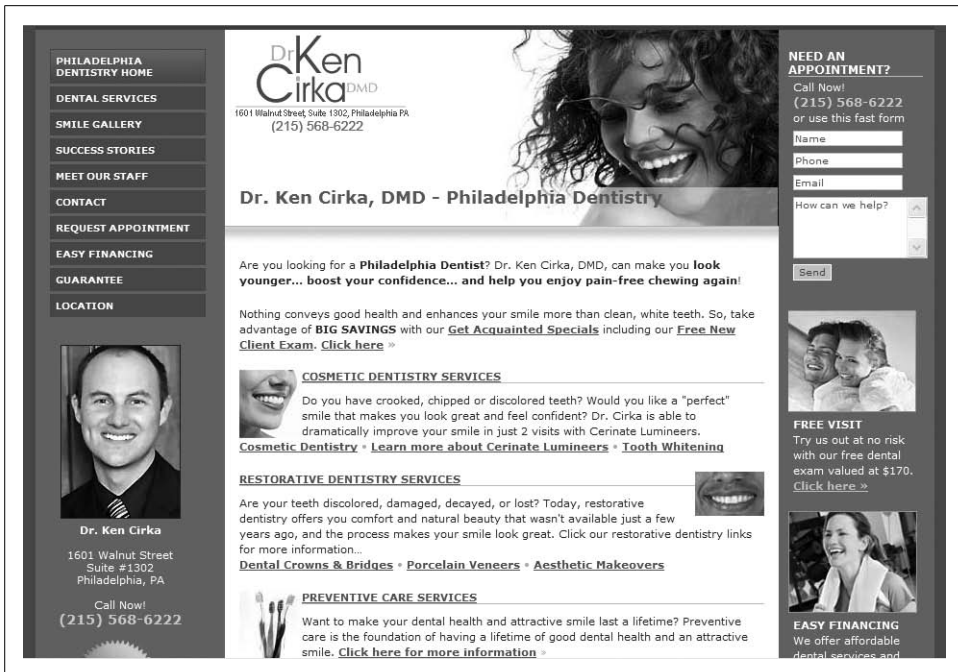 PHILADELPHIA
DENTISTRY HOME
DENTAL SERVICES
SMILE GALLERY
SUCCESS STORIES
MEET OUR STAFF
CONTACT
REQUEST APPOINTMENT
EASY FINANCING
GUARANTEE
LOCATION
Dr. Ken Cirka
1601 Walnut Street
Suite #1302
Philadelphia, PA
Call Now!
(215) 568-6222
Dr Ken
Cirka DMD
1601 Walnut Street, Suite 1302, Philadelphia PA
(215) 568-6222
Dr. Ken Cirka, DMD - Philadelphia Dentistry
Are you looking for a Philadelphia Dentist? Dr. Ken Cirka, DMD, can make you look
younger... boost your confidence... and help you enjoy pain-free chewing again!
Nothing conveys good health and enhances your smile more than clean, white teeth. So, take
advantage of BIG SAVINGS with our Get Acquainted Specials including our Free New
Client Exam. Click here »
COSMETIC DENTISTRY SERVICES
Do you have crooked, chipped or discolored teeth? Would you like a "perfect"
smile that makes you look great and feel confident? Dr. Cirka is able to
dramatically improve your smile in just 2 visits with Cerinate Lumineers.
Cosmetic Dentistry • Learn more about Cerinate Lumineers • Tooth Whitening
RESTORATIVE DENTISTRY SERVICES
Are your teeth discolored, damaged, decayed, or lost? Today, restorative
dentistry offers you comfort and natural beauty that wasn't available just a few
years ago, and the process makes your smile look great. Click our restorative dentistry links
for more information...
Dental Crowns & Bridges • Porcelain Veneers • Aesthetic Makeovers
PREVENTIVE CARE SERVICES
Want to make your dental health and attractive smile last a lifetime? Preventive
care is the foundation of having a lifetime of good dental health and an attractive
smile. Click here for more information »
NEED AN
APPOINTMENT?
Call Now!
(215) 568-6222
or use this fast form
Name
Phone
Email
How can we help?
Send
FREE VISIT
Try us out at no risk
with our free dental
exam valued at $170.
Click here »
EASY FINANCING
We offer affordable
dental services and